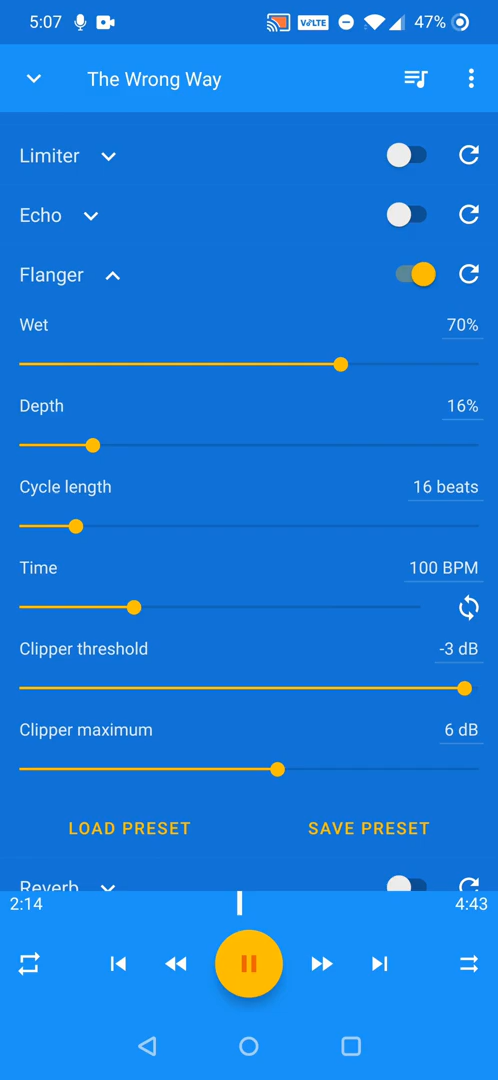 5:07 VoLTE 47%
The Wrong Way
Limiter
Echo
Flanger
Wet 70%
Depth 16%
Cycle length 16 beats
Time 100 BPM
Clipper threshold -3 dB
Clipper maximum 6 dB
LOAD PRESET SAVE PRESET
Reverb
2:14 4:43